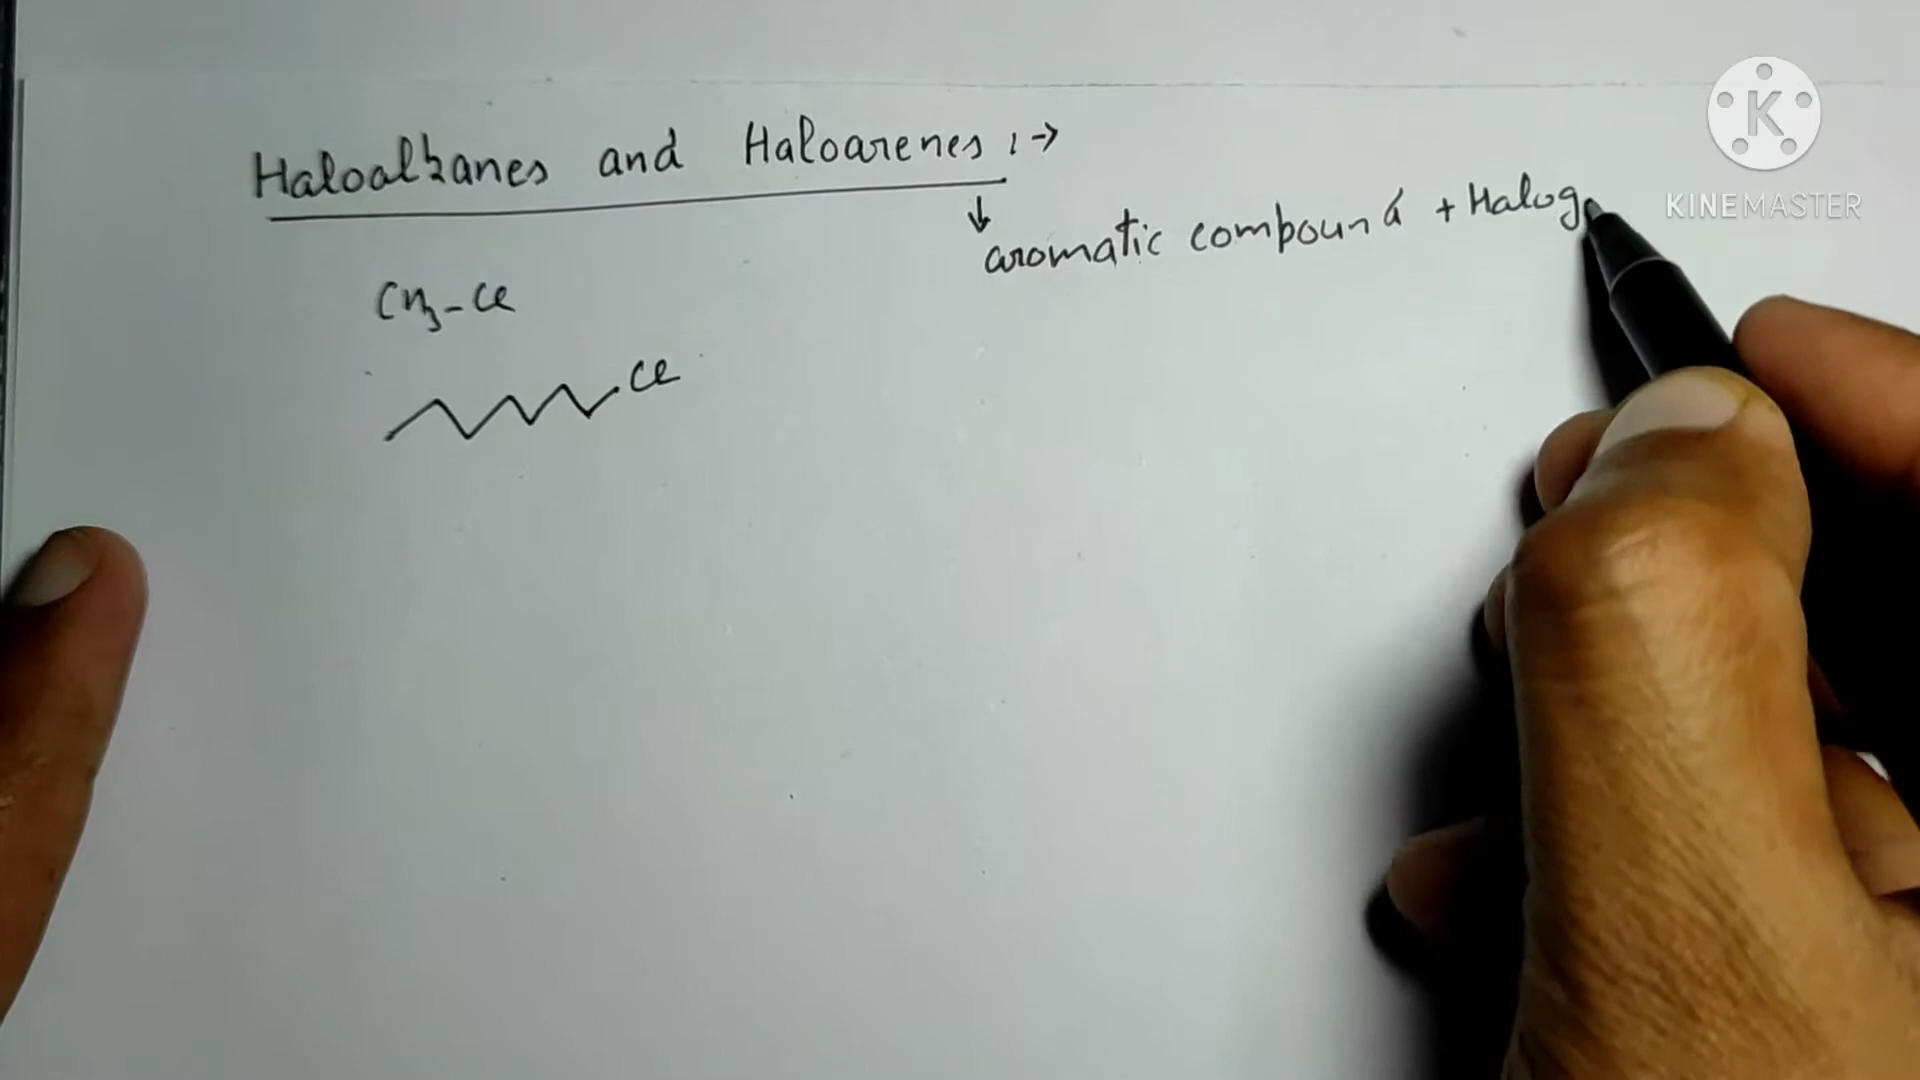 Haloalkanes and Haloarenes :→
↓
aromatic compound + Halog
CH3-Cl
Cl
K
KINEMASTER